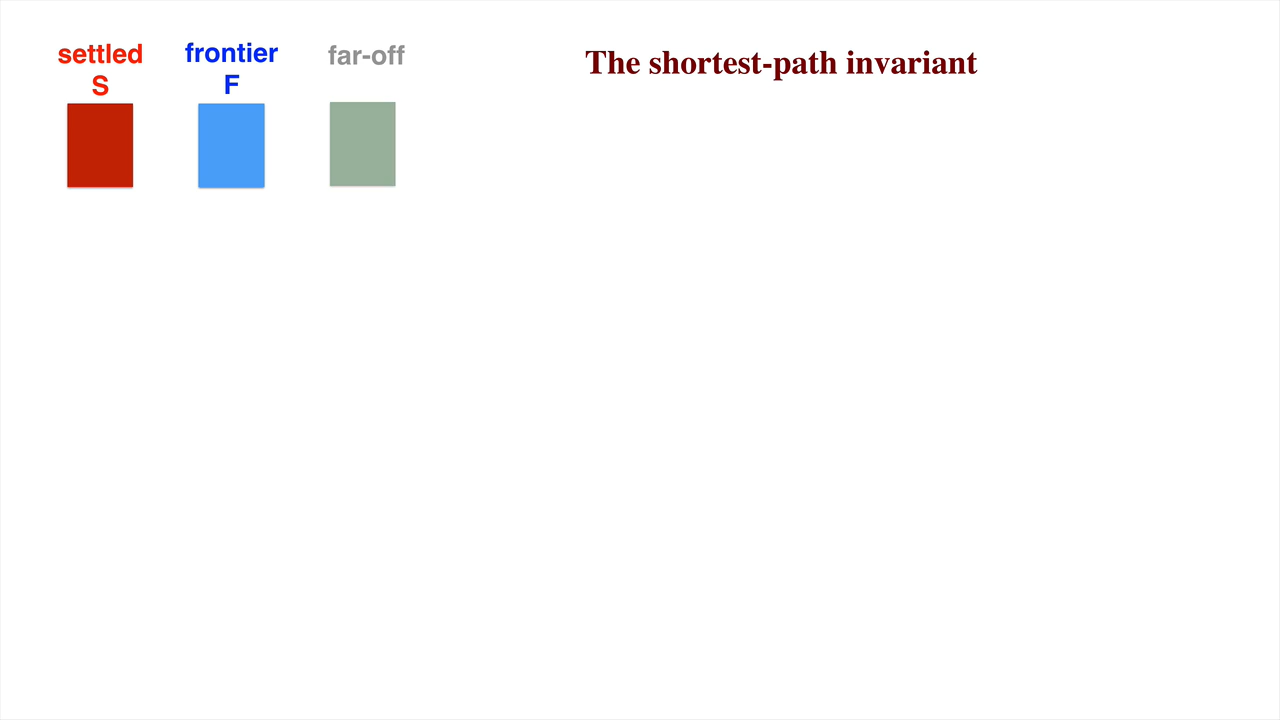 settled
S
frontier
F
far-off
The shortest-path invariant